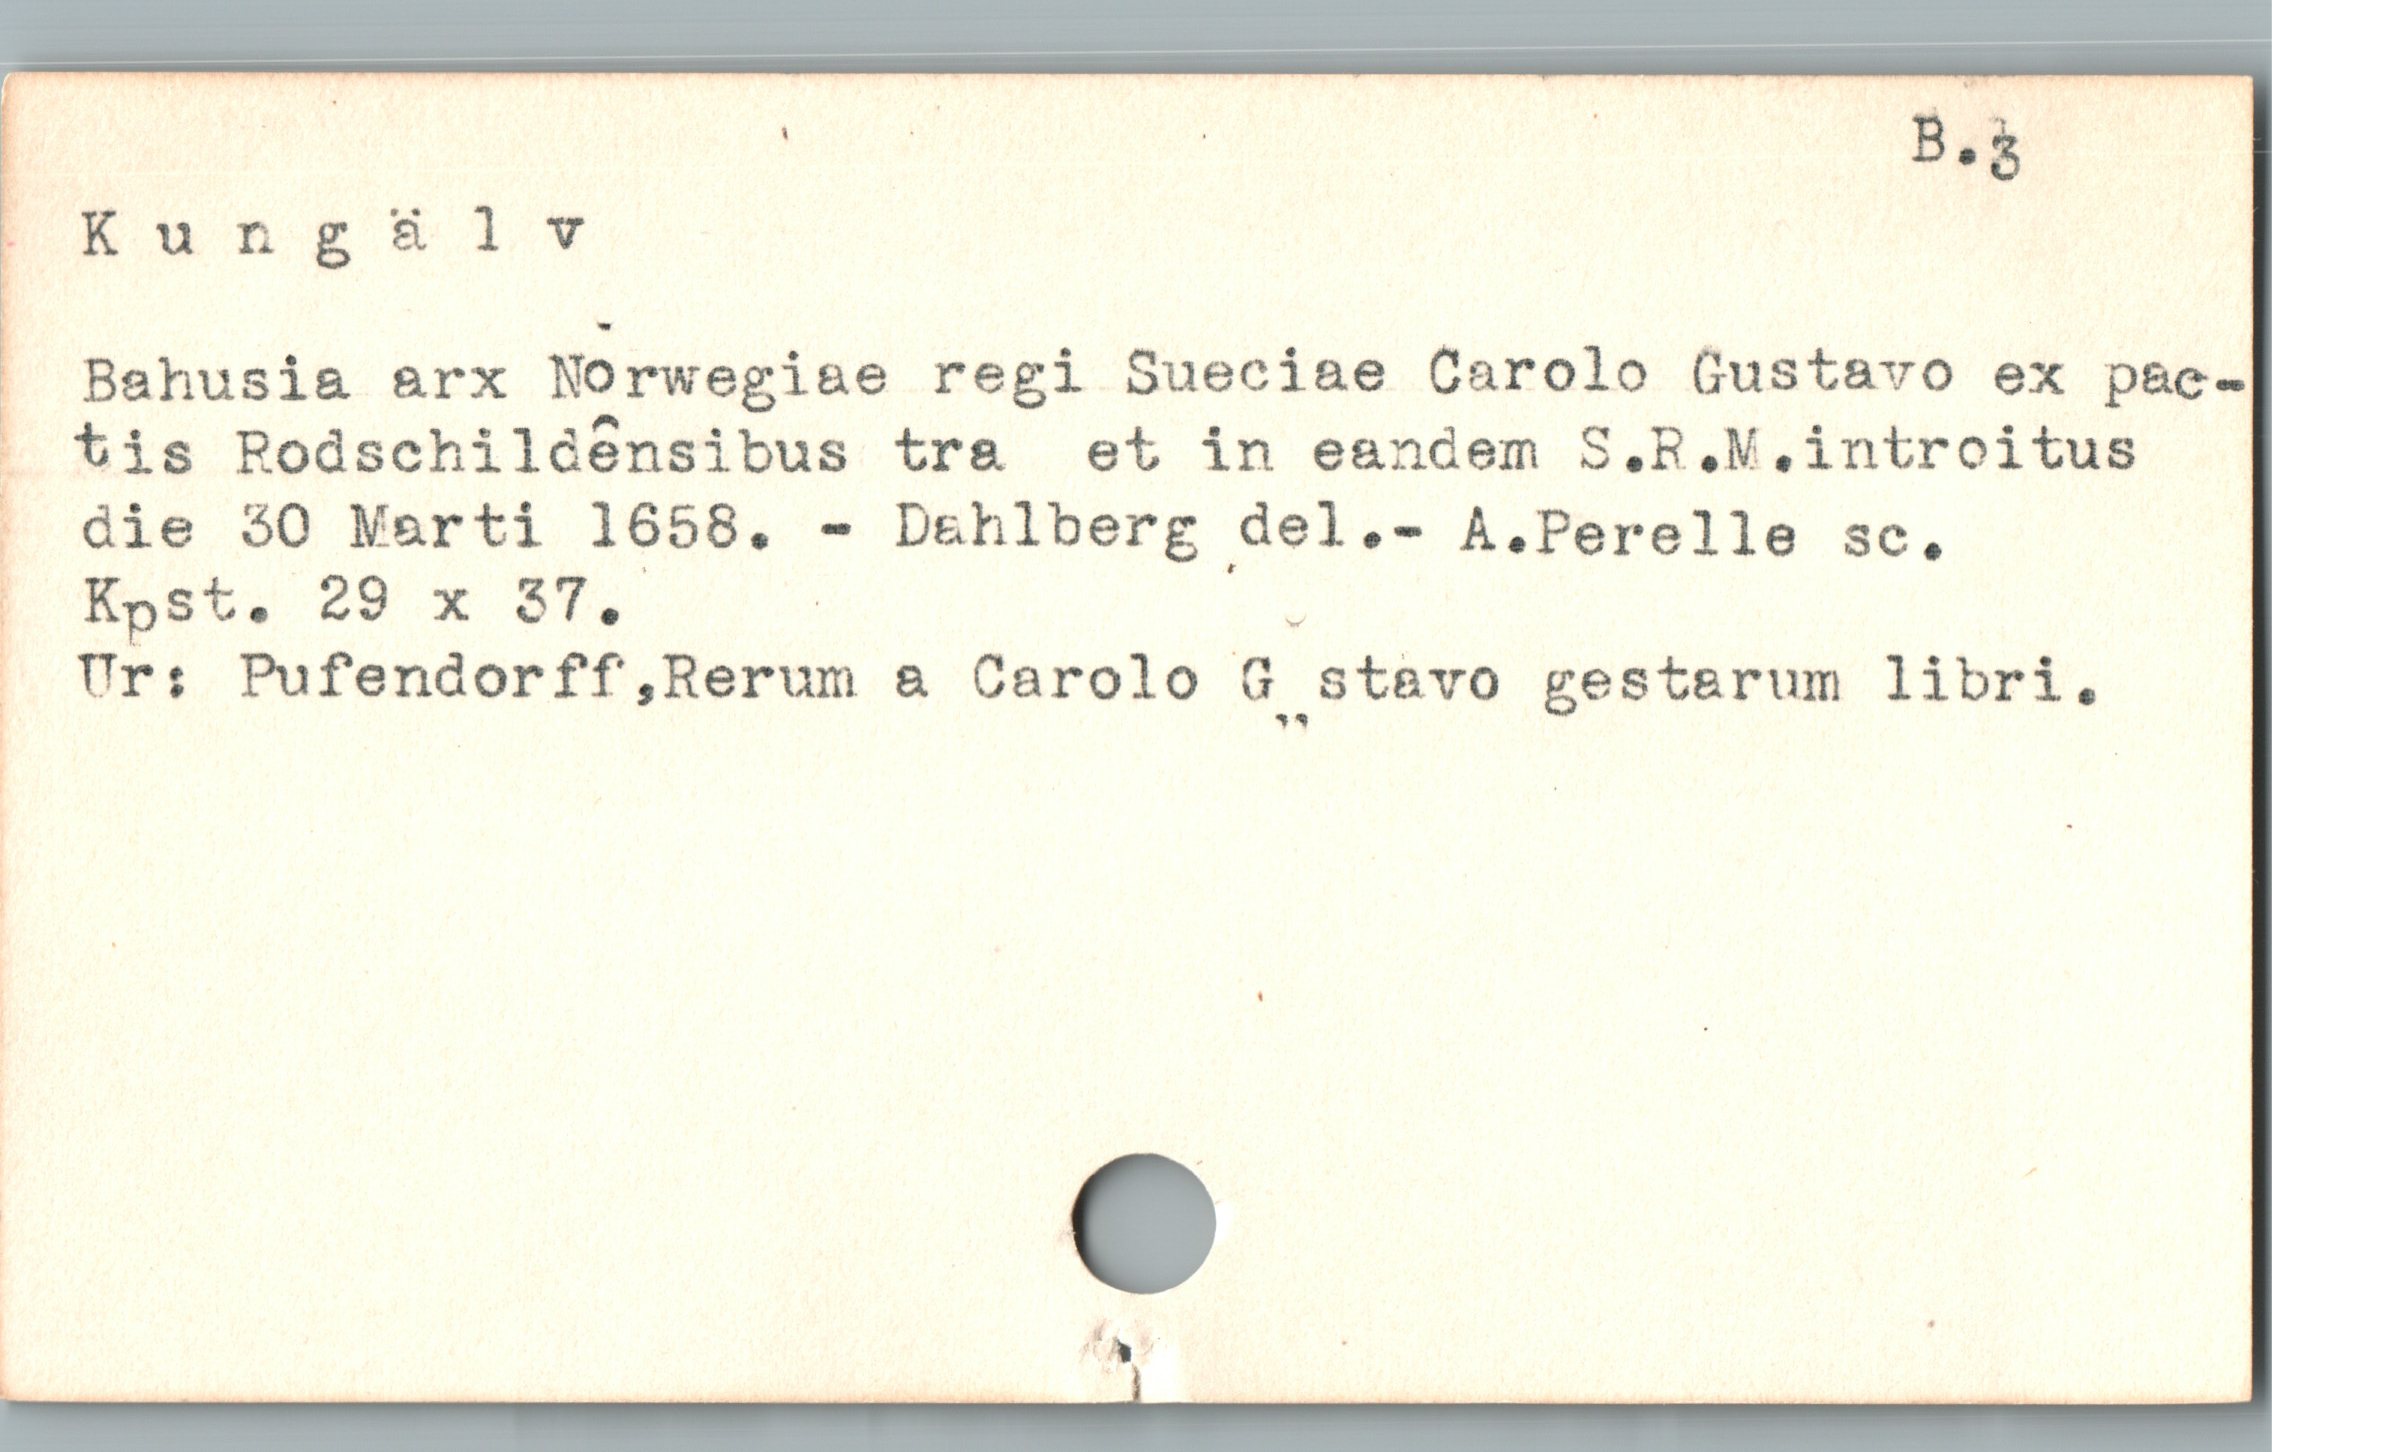 B.3
K u n g ä l v
Bahusia arx Norwegiae regi Sueciae Carolo Gustavo ex pac-
tis Rodschildênsibus tra  et in eandem S.R.M.introitus
die 30 Marti 1658. - Dahlberg del.- A.Perelle sc.
Kpst. 29 x 37.
Ur: Pufendorff,Rerum a Carolo G„stavo gestarum libri.